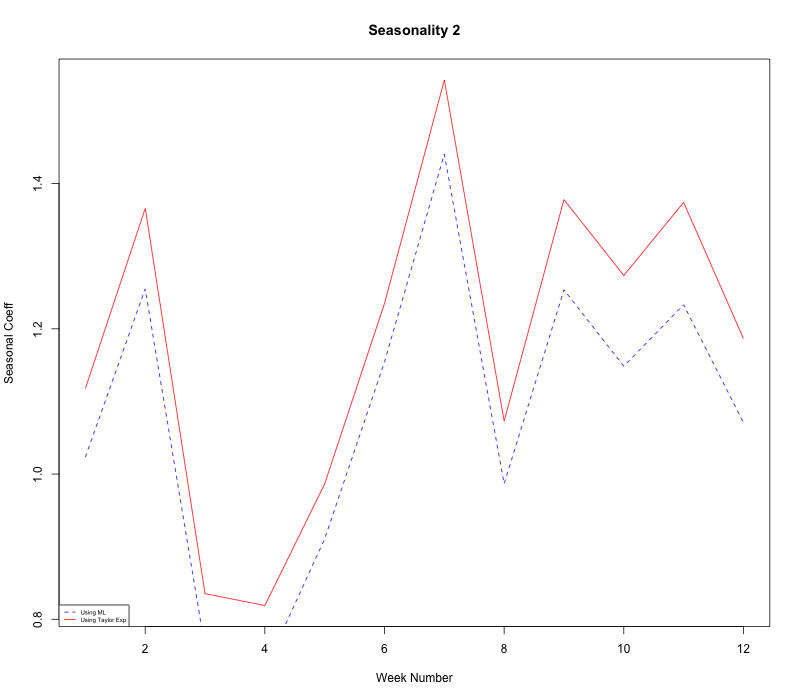 Seasonality 2
Seasonal Coeff
1.4
1.2
1.0
0.8
Using ML
Using Taylor Exp
2 4 6 8 10 12
Week Number